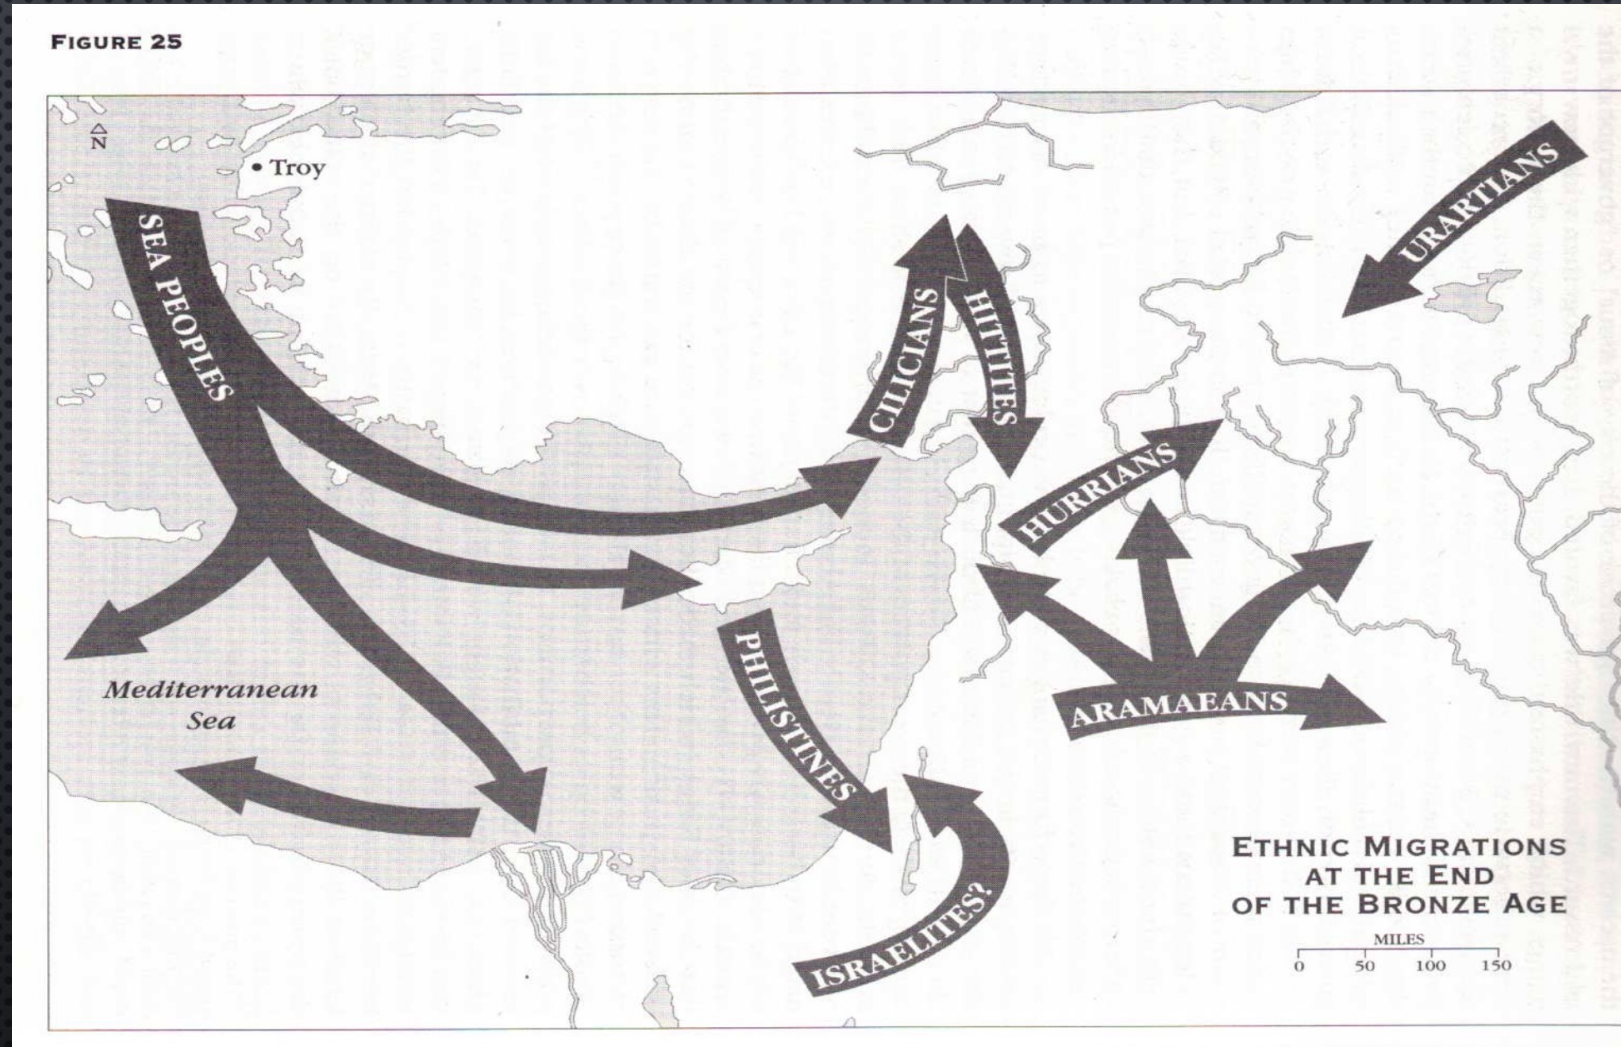 FIGURE 25
N
• Troy
SEA PEOPLES
URARTIANS
CILICIANS
HITTITES
HURRIANS
Mediterranean
Sea
PHILISTINES
ARAMAEANS
ISRAELITES?
ETHNIC MIGRATIONS
AT THE END
OF THE BRONZE AGE
MILES
0 50 100 150